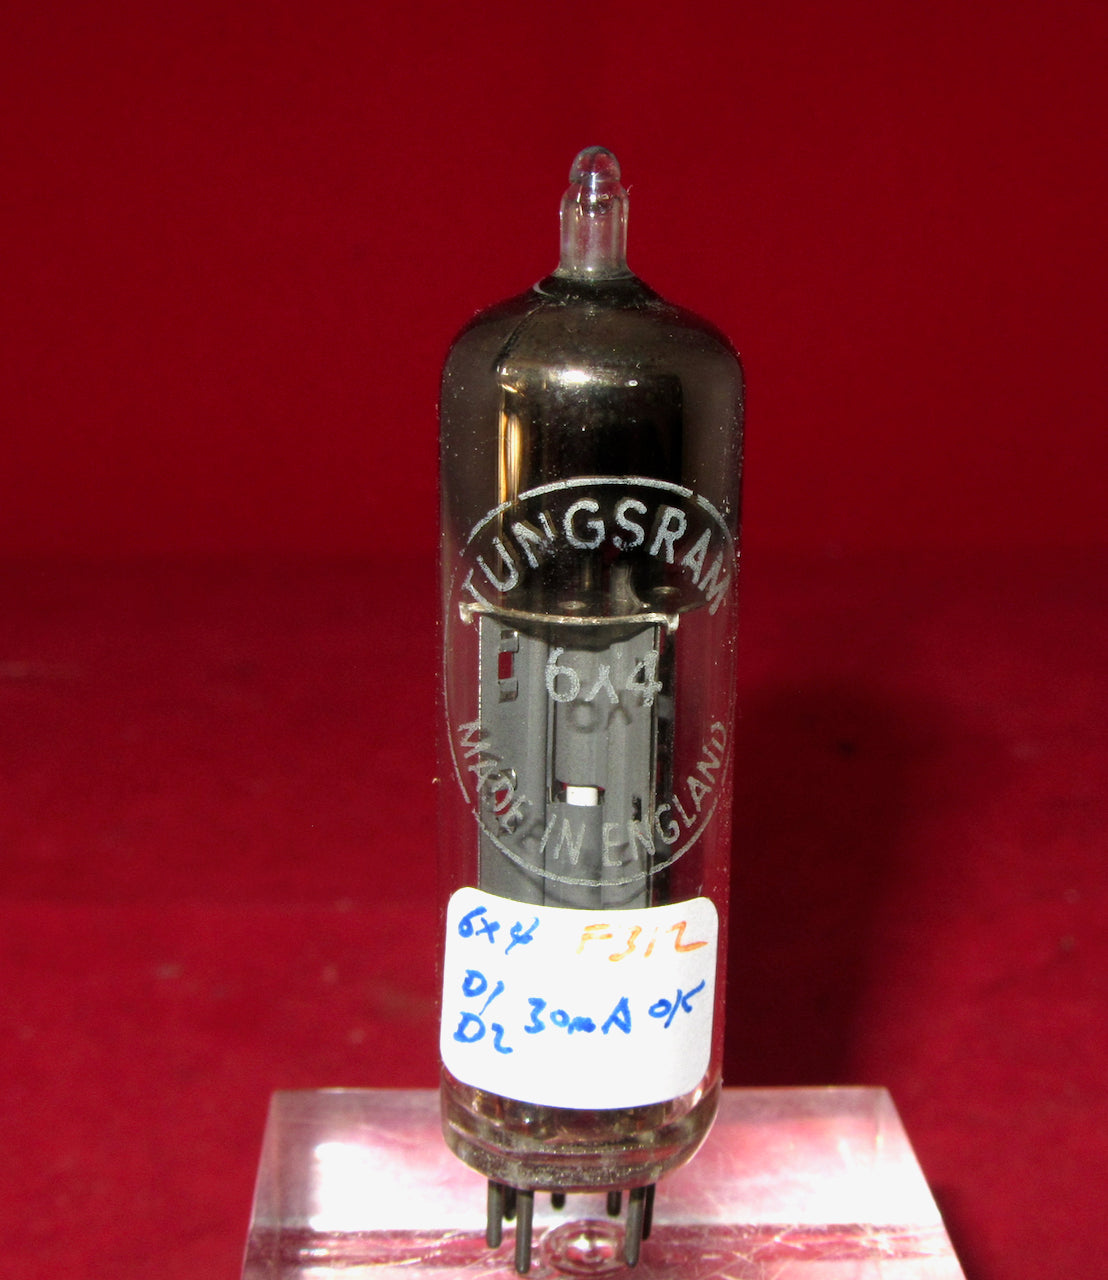 TUNGSRAM
6X4
MADE IN ENGLAND
6x4 F312
D1
D2 30mA O/K